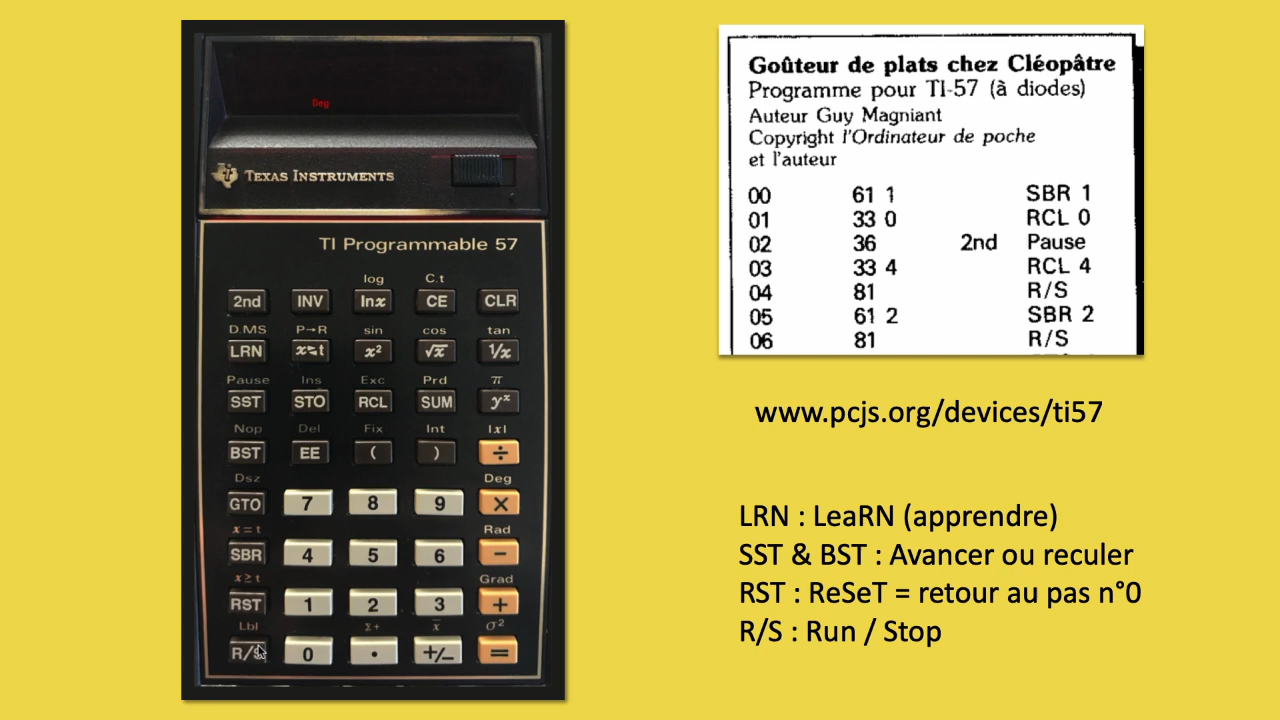 Deg
TEXAS INSTRUMENTS
TI Programmable 57
log C.t
2nd INV lnx CE CLR
D.MS P→R sin cos tan
LRN x⇄t x² √x 1/x
Pause Ins Exc Prd π
SST STO RCL SUM yˣ
Nop Del Fix Int |x|
BST EE ( ) ÷
Dsz Deg
GTO 7 8 9 ×
x=t Rad
SBR 4 5 6 −
x≥t Grad
RST 1 2 3 +
Lbl Σ+ x̄ σ²
R/S 0 . +/− =
Goûteur de plats chez Cléopâtre
Programme pour TI-57 (à diodes)
Auteur Guy Magniant
Copyright l'Ordinateur de poche
et l'auteur
00 61 1 SBR 1
01 33 0 RCL 0
02 36 2nd Pause
03 33 4 RCL 4
04 81 R/S
05 61 2 SBR 2
06 81 R/S
www.pcjs.org/devices/ti57
LRN : LeaRN (apprendre)
SST & BST : Avancer ou reculer
RST : ReSeT = retour au pas n°0
R/S : Run / Stop